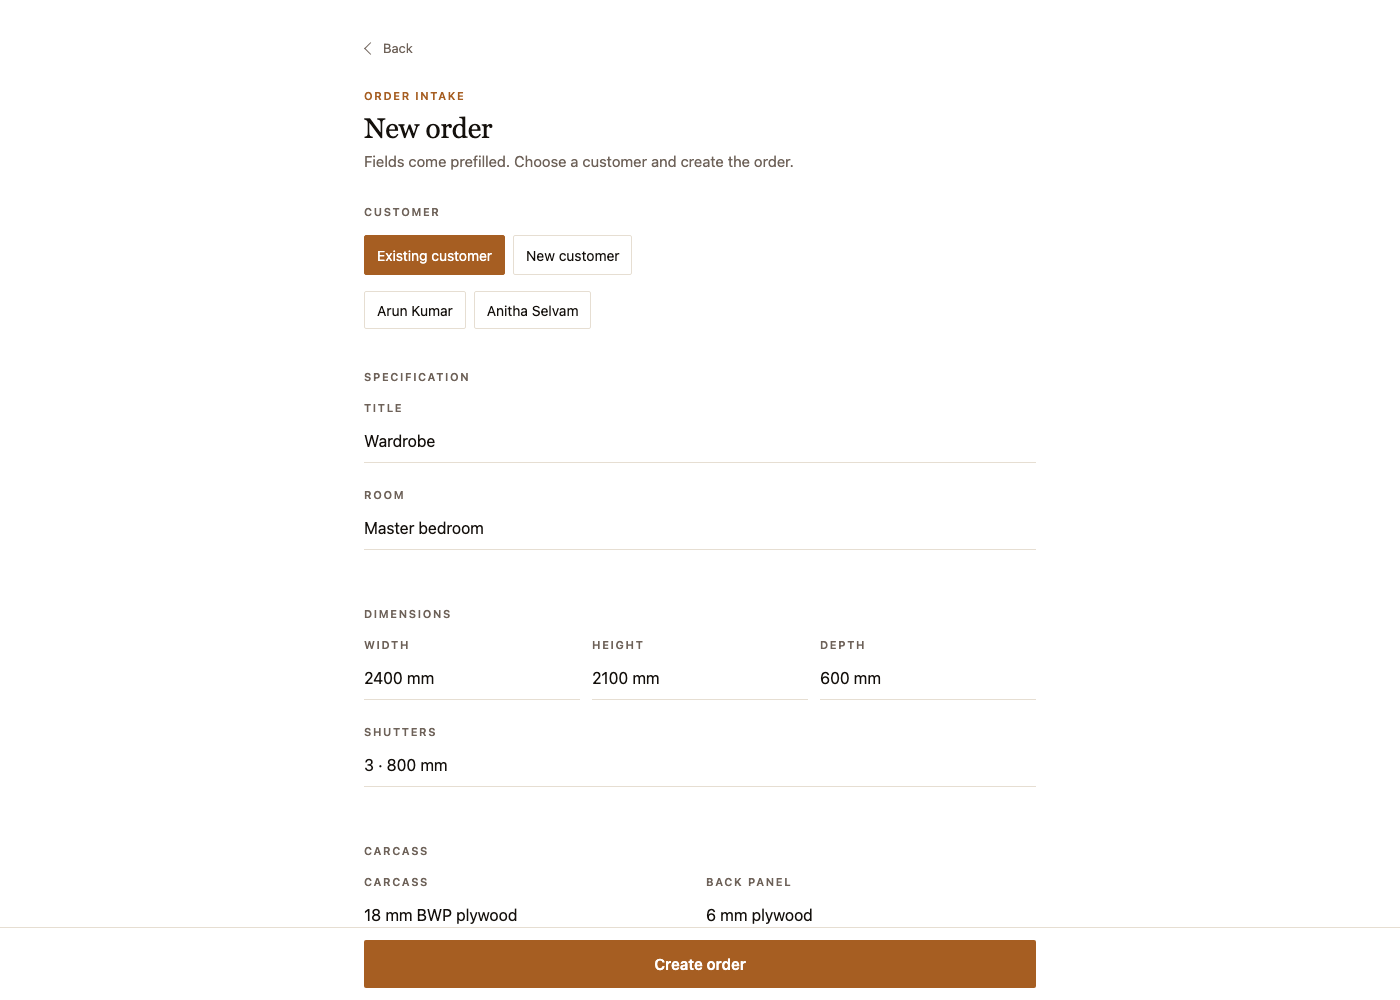 Back
ORDER INTAKE
New order
Fields come prefilled. Choose a customer and create the order.
CUSTOMER
Existing customer New customer
Arun Kumar Anitha Selvam
SPECIFICATION
TITLE
Wardrobe
ROOM
Master bedroom
DIMENSIONS
WIDTH HEIGHT DEPTH
2400 mm 2100 mm 600 mm
SHUTTERS
3 · 800 mm
CARCASS
CARCASS BACK PANEL
18 mm BWP plywood 6 mm plywood
Create order